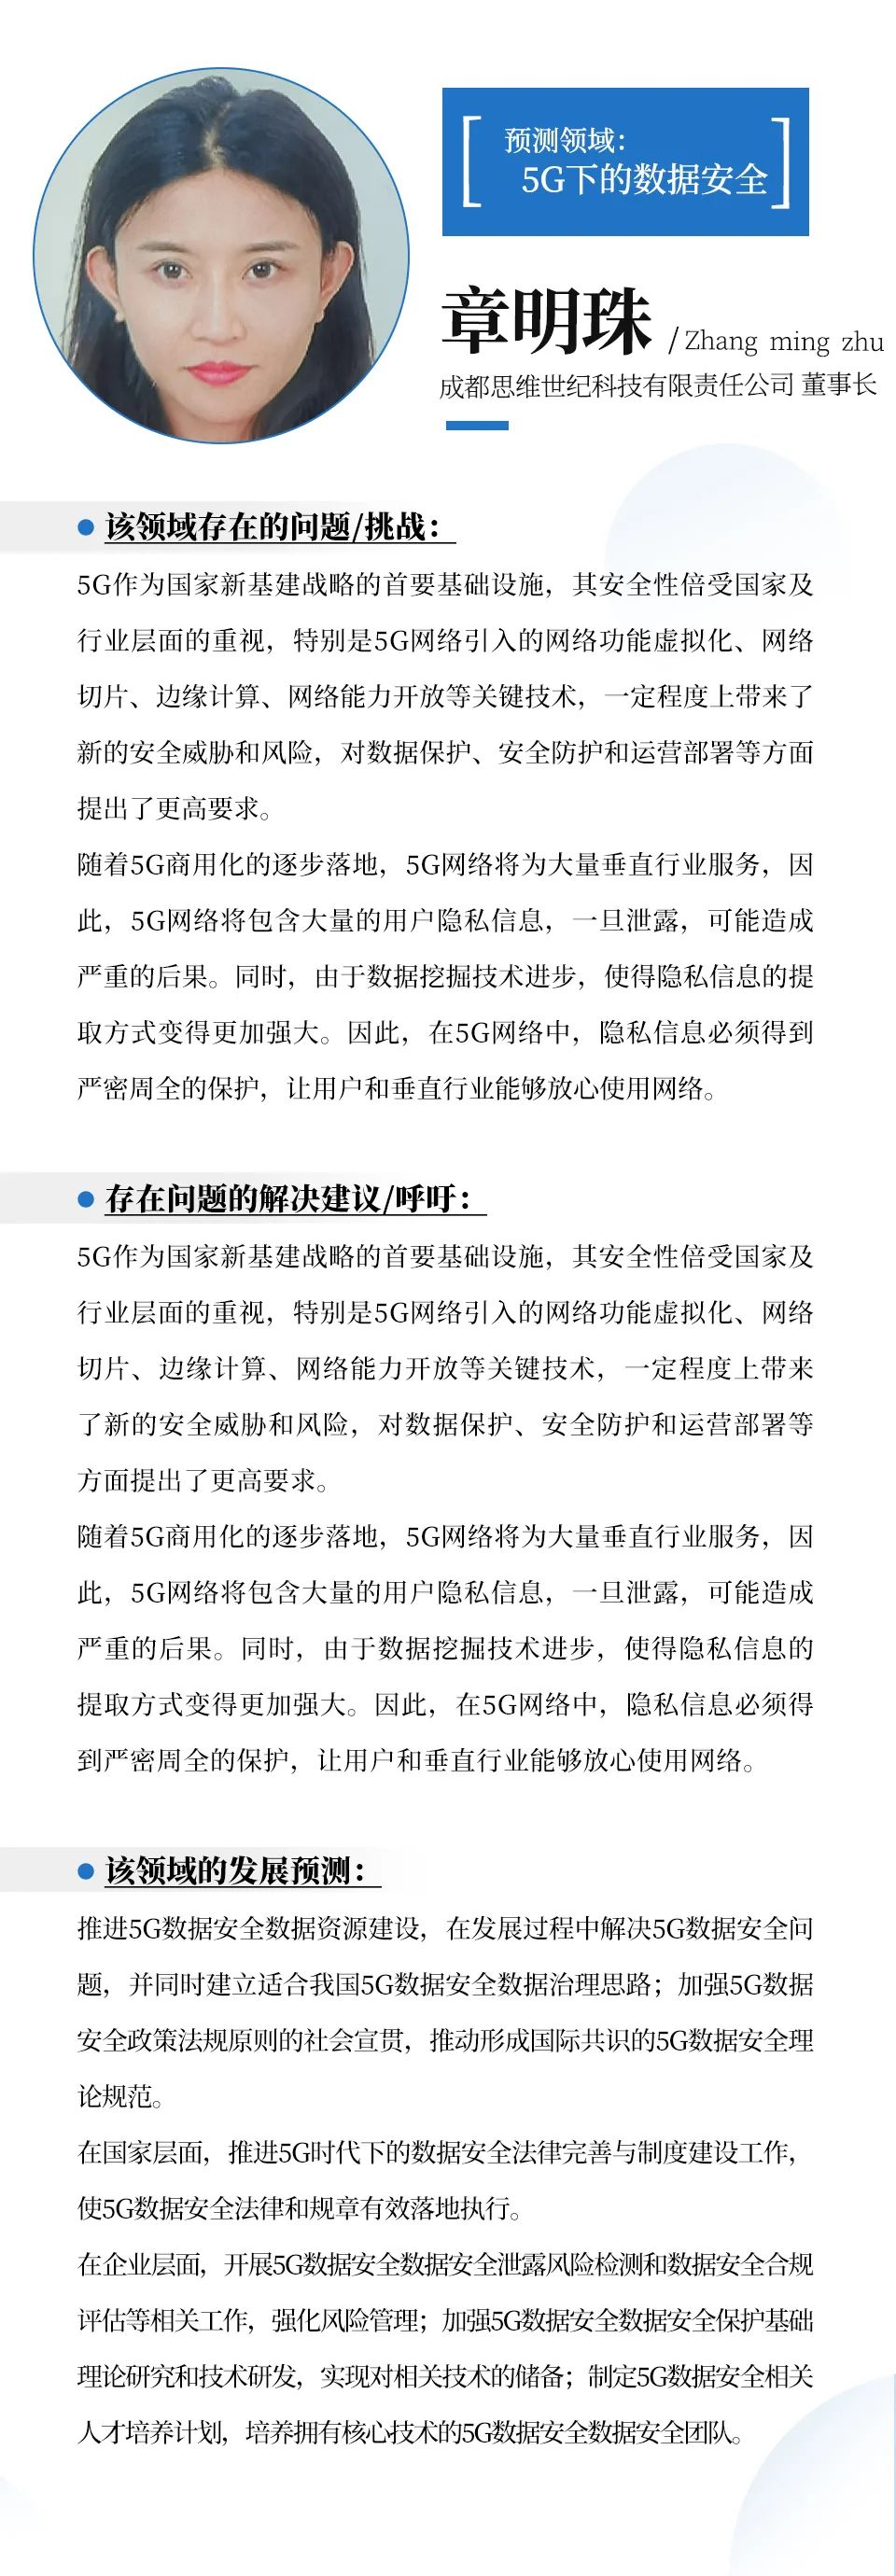 预测领域：
5G下的数据安全
章明珠 /Zhang ming zhu
成都思维世纪科技有限责任公司 董事长
该领域存在的问题/挑战：
5G作为国家新基建战略的首要基础设施，其安全性倍受国家及
行业层面的重视，特别是5G网络引入的网络功能虚拟化、网络
切片、边缘计算、网络能力开放等关键技术，一定程度上带来了
新的安全威胁和风险，对数据保护、安全防护和运营部署等方面
提出了更高要求。
随着5G商用化的逐步落地，5G网络将为大量垂直行业服务，因
此，5G网络将包含大量的用户隐私信息，一旦泄露，可能造成
严重的后果。同时，由于数据挖掘技术进步，使得隐私信息的提
取方式变得更加强大。因此，在5G网络中，隐私信息必须得到
严密周全的保护，让用户和垂直行业能够放心使用网络。
存在问题的解决建议/呼吁：
5G作为国家新基建战略的首要基础设施，其安全性倍受国家及
行业层面的重视，特别是5G网络引入的网络功能虚拟化、网络
切片、边缘计算、网络能力开放等关键技术，一定程度上带来
了新的安全威胁和风险，对数据保护、安全防护和运营部署等
方面提出了更高要求。
随着5G商用化的逐步落地，5G网络将为大量垂直行业服务，因
此，5G网络将包含大量的用户隐私信息，一旦泄露，可能造成
严重的后果。同时，由于数据挖掘技术进步，使得隐私信息的
提取方式变得更加强大。因此，在5G网络中，隐私信息必须得
到严密周全的保护，让用户和垂直行业能够放心使用网络。
该领域的发展预测：
推进5G数据安全数据资源建设，在发展过程中解决5G数据安全问
题，并同时建立适合我国5G数据安全数据治理思路；加强5G数据
安全政策法规原则的社会宣贯，推动形成国际共识的5G数据安全理
论规范。
在国家层面，推进5G时代下的数据安全法律完善与制度建设工作，
使5G数据安全法律和规章有效落地执行。
在企业层面，开展5G数据安全数据安全泄露风险检测和数据安全合规
评估等相关工作，强化风险管理；加强5G数据安全数据安全保护基础
理论研究和技术研发，实现对相关技术的储备；制定5G数据安全相关
人才培养计划，培养拥有核心技术的5G数据安全数据安全团队。